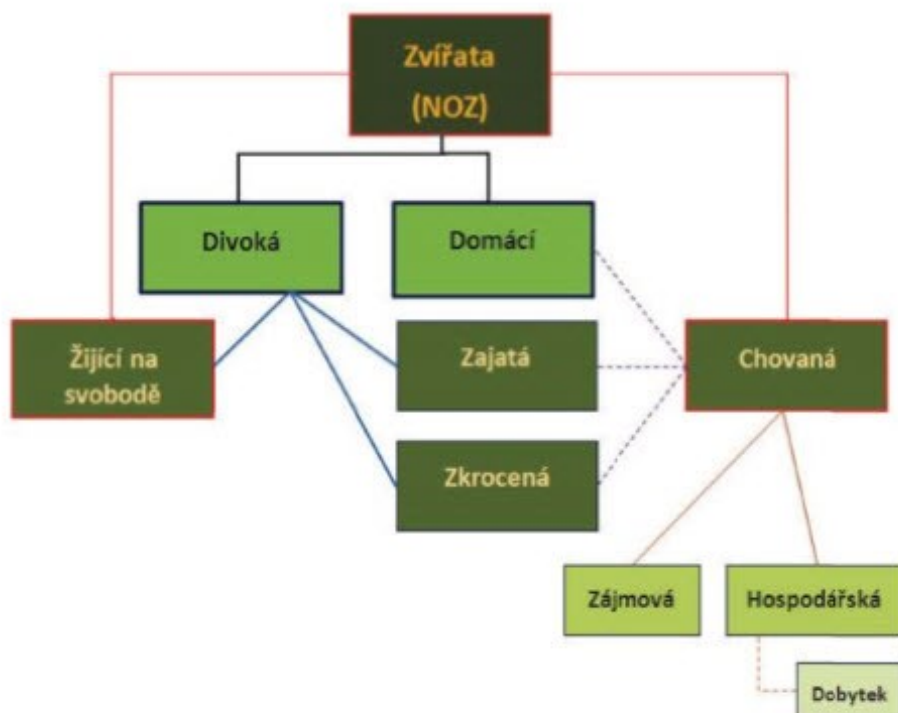 Zvířata
(NOZ)
Divoká
Domácí
Žijící na
svobodě
Zajatá
Chovaná
Zkrocená
Zájmová
Hospodářská
Dobytek